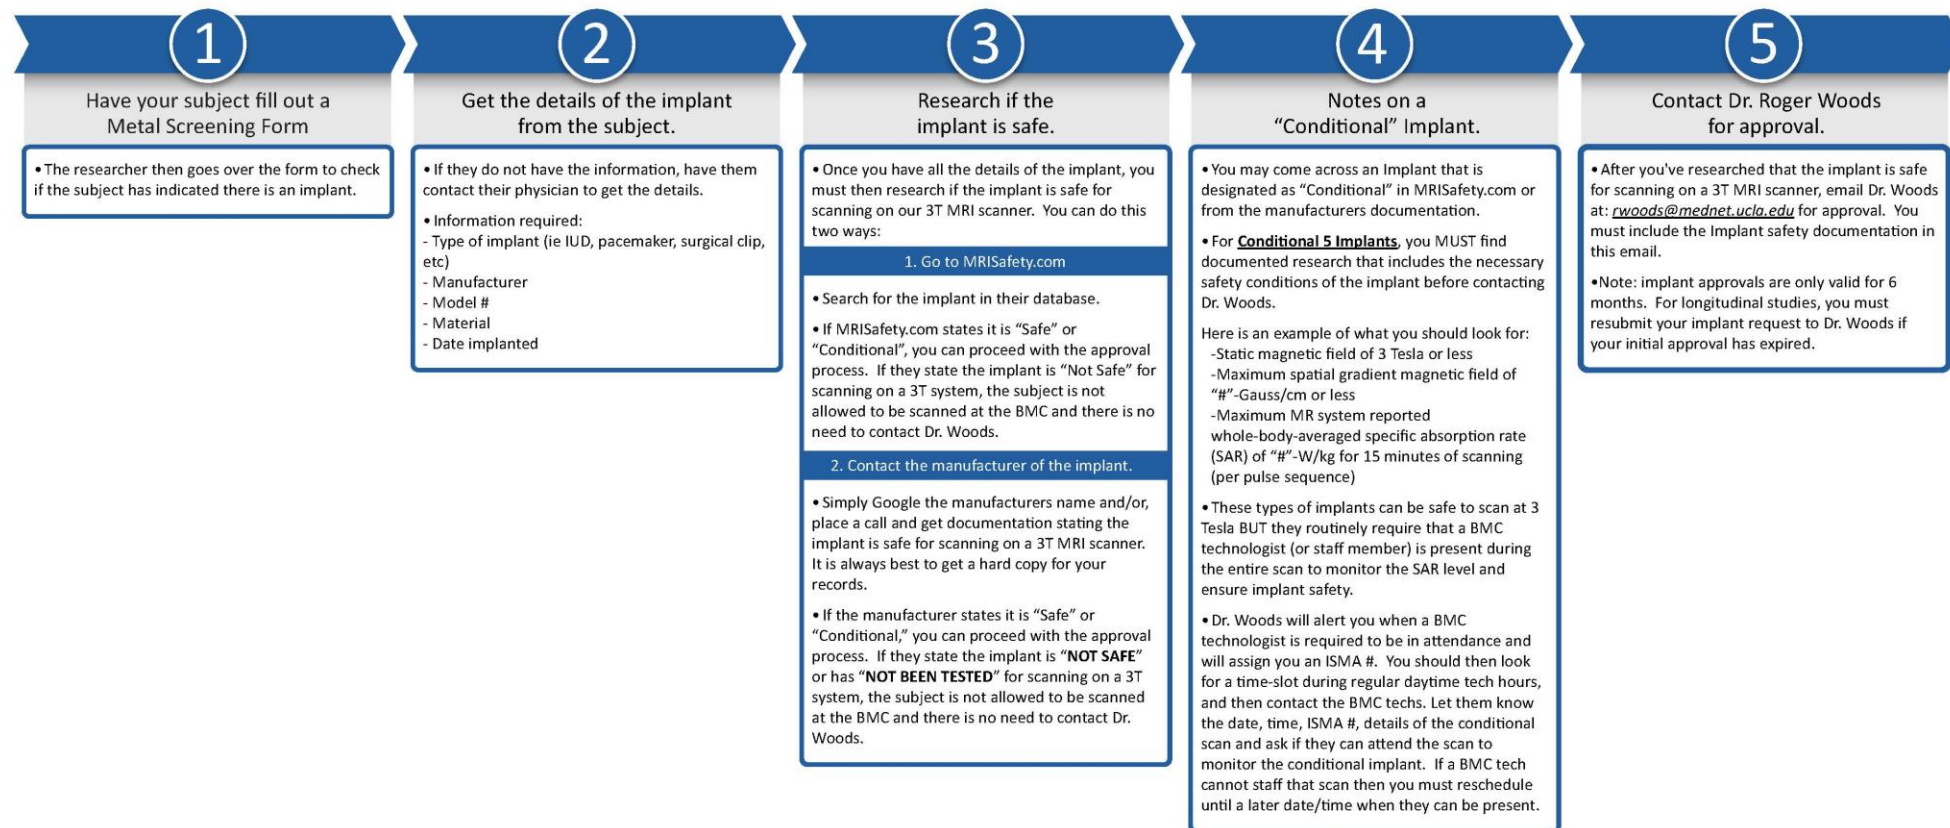 1
Have your subject fill out a
Metal Screening Form
• The researcher then goes over the form to check
if the subject has indicated there is an implant.
2
Get the details of the implant
from the subject.
• If they do not have the information, have them
contact their physician to get the details.
• Information required:
- Type of implant (ie IUD, pacemaker, surgical clip,
etc)
- Manufacturer
- Model #
- Material
- Date implanted
3
Research if the
implant is safe.
• Once you have all the details of the implant, you
must then research if the implant is safe for
scanning on our 3T MRI scanner. You can do this
two ways:
1. Go to MRISafety.com
• Search for the implant in their database.
• If MRISafety.com states it is “Safe” or
“Conditional”, you can proceed with the approval
process. If they state the implant is “Not Safe” for
scanning on a 3T system, the subject is not
allowed to be scanned at the BMC and there is no
need to contact Dr. Woods.
2. Contact the manufacturer of the implant.
• Simply Google the manufacturers name and/or,
place a call and get documentation stating the
implant is safe for scanning on a 3T MRI scanner.
It is always best to get a hard copy for your
records.
• If the manufacturer states it is “Safe” or
“Conditional,” you can proceed with the approval
process. If they state the implant is “NOT SAFE”
or has “NOT BEEN TESTED” for scanning on a 3T
system, the subject is not allowed to be scanned
at the BMC and there is no need to contact Dr.
Woods.
4
Notes on a
“Conditional” Implant.
• You may come across an Implant that is
designated as “Conditional” in MRISafety.com or
from the manufacturers documentation.
• For Conditional 5 Implants, you MUST find
documented research that includes the necessary
safety conditions of the implant before contacting
Dr. Woods.
Here is an example of what you should look for:
-Static magnetic field of 3 Tesla or less
-Maximum spatial gradient magnetic field of
“#”-Gauss/cm or less
-Maximum MR system reported
whole-body-averaged specific absorption rate
(SAR) of “#”-W/kg for 15 minutes of scanning
(per pulse sequence)
• These types of implants can be safe to scan at 3
Tesla BUT they routinely require that a BMC
technologist (or staff member) is present during
the entire scan to monitor the SAR level and
ensure implant safety.
• Dr. Woods will alert you when a BMC
technologist is required to be in attendance and
will assign you an ISMA #. You should then look
for a time-slot during regular daytime tech hours,
and then contact the BMC techs. Let them know
the date, time, ISMA #, details of the conditional
scan and ask if they can attend the scan to
monitor the conditional implant. If a BMC tech
cannot staff that scan then you must reschedule
until a later date/time when they can be present.
5
Contact Dr. Roger Woods
for approval.
• After you've researched that the implant is safe
for scanning on a 3T MRI scanner, email Dr. Woods
at: rwoods@mednet.ucla.edu for approval. You
must include the Implant safety documentation in
this email.
•Note: implant approvals are only valid for 6
months. For longitudinal studies, you must
resubmit your implant request to Dr. Woods if
your initial approval has expired.